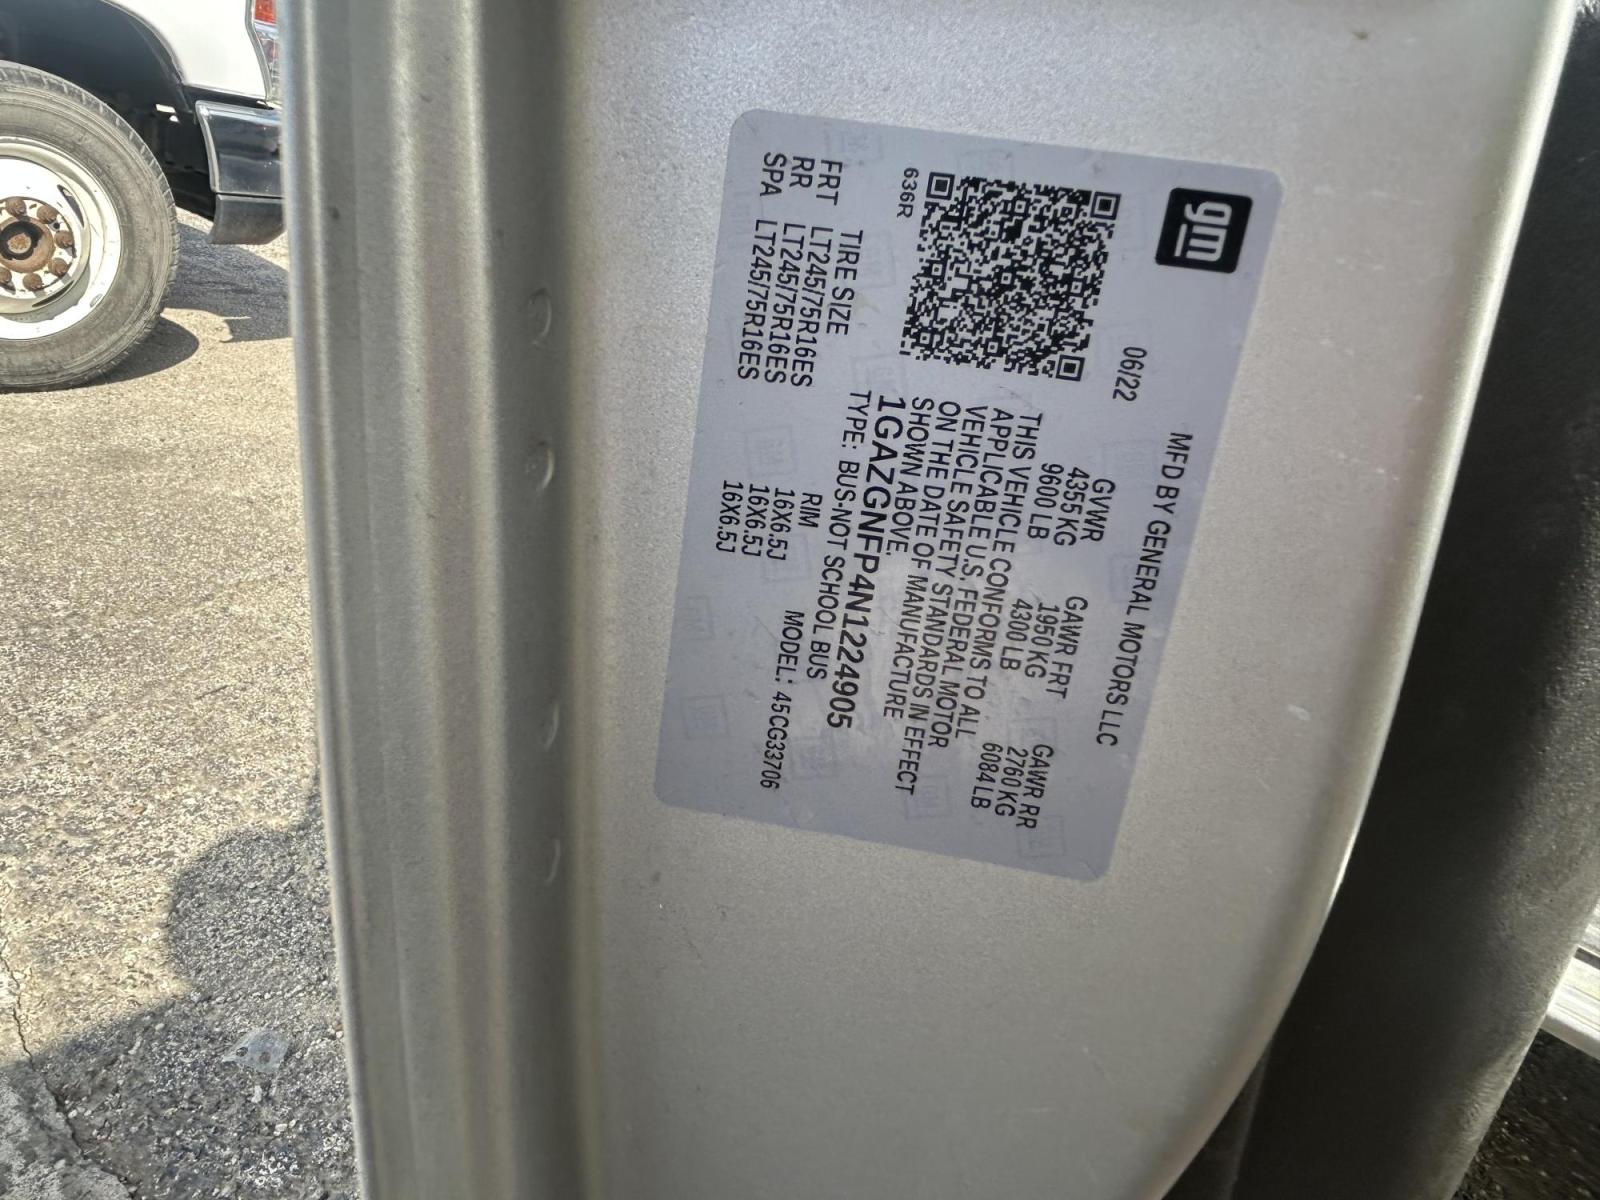 gm
MFD BY GENERAL MOTORS LLC
06/22
GVWR GAWR FRT GAWR RR
4355 KG 1950 KG 2760 KG
9600 LB 4300 LB 6084 LB
THIS VEHICLE CONFORMS TO ALL
APPLICABLE U.S. FEDERAL MOTOR
VEHICLE SAFETY STANDARDS IN EFFECT
ON THE DATE OF MANUFACTURE
SHOWN ABOVE.
636R
1GAZGNFP4N1224905
TYPE: BUS-NOT SCHOOL BUS
MODEL: 45CG33706
TIRE SIZE RIM
FRT LT245/75R16ES 16X6.5J
RR LT245/75R16ES 16X6.5J
SPA LT245/75R16ES 16X6.5J